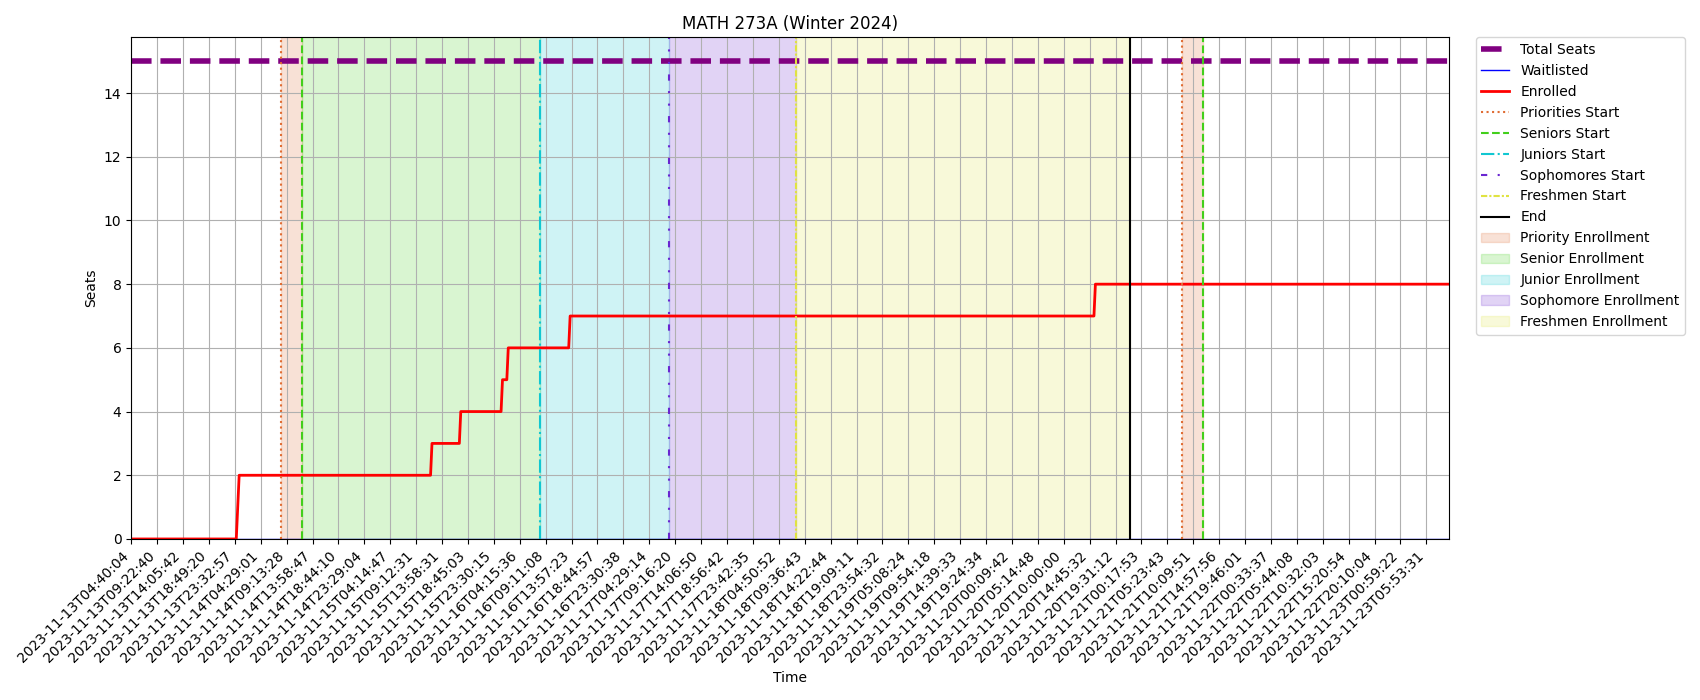 MATH 273A (Winter 2024)
Seats
14
12
10
8
6
4
2
0
2023-11-13T04:40:04
2023-11-13T09:22:40
2023-11-13T14:05:42
2023-11-13T18:49:20
2023-11-13T23:32:57
2023-11-14T04:29:01
2023-11-14T09:13:28
2023-11-14T13:58:47
2023-11-14T18:44:10
2023-11-14T23:29:04
2023-11-15T04:14:47
2023-11-15T09:12:31
2023-11-15T13:58:31
2023-11-15T18:45:03
2023-11-15T23:30:15
2023-11-16T04:15:36
2023-11-16T09:11:08
2023-11-16T13:57:23
2023-11-16T18:44:57
2023-11-16T23:30:38
2023-11-17T04:29:14
2023-11-17T09:16:20
2023-11-17T14:06:50
2023-11-17T18:56:42
2023-11-17T23:42:35
2023-11-18T04:50:52
2023-11-18T09:36:43
2023-11-18T14:22:44
2023-11-18T19:09:11
2023-11-18T23:54:32
2023-11-19T05:08:24
2023-11-19T09:54:18
2023-11-19T14:39:33
2023-11-19T19:24:34
2023-11-20T00:09:42
2023-11-20T05:14:48
2023-11-20T10:00:00
2023-11-20T14:45:32
2023-11-20T19:31:12
2023-11-21T00:17:53
2023-11-21T05:23:43
2023-11-21T10:09:51
2023-11-21T14:57:56
2023-11-21T19:46:01
2023-11-22T00:33:37
2023-11-22T05:44:08
2023-11-22T10:32:03
2023-11-22T15:20:54
2023-11-22T20:10:04
2023-11-23T00:59:22
2023-11-23T05:53:31
Time
Total Seats
Waitlisted
Enrolled
Priorities Start
Seniors Start
Juniors Start
Sophomores Start
Freshmen Start
End
Priority Enrollment
Senior Enrollment
Junior Enrollment
Sophomore Enrollment
Freshmen Enrollment